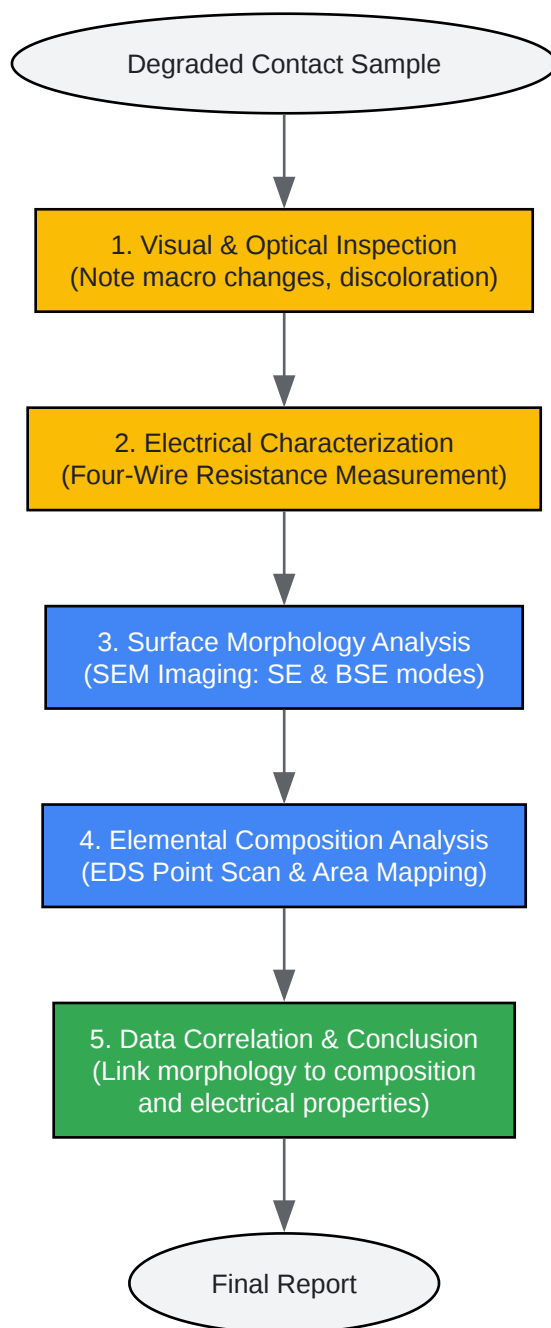 Degraded Contact Sample
1. Visual & Optical Inspection
(Note macro changes, discoloration)
2. Electrical Characterization
(Four-Wire Resistance Measurement)
3. Surface Morphology Analysis
(SEM Imaging: SE & BSE modes)
4. Elemental Composition Analysis
(EDS Point Scan & Area Mapping)
5. Data Correlation & Conclusion
(Link morphology to composition
and electrical properties)
Final Report